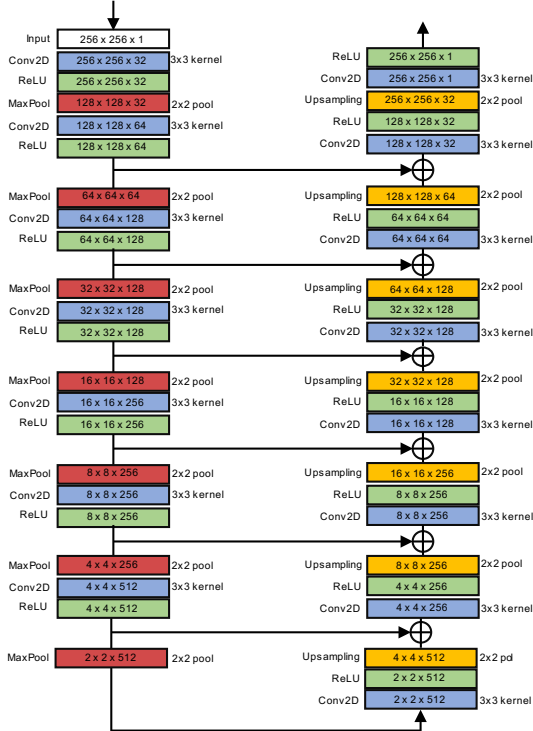 Input 256 x 256 x 1
Conv2D 256 x 256 x 32 3x3 kernel
ReLU 256 x 256 x 32
MaxPool 128 x 128 x 32 2x2 pool
Conv2D 128 x 128 x 64 3x3 kernel
ReLU 128 x 128 x 64
MaxPool 64 x 64 x 64 2x2 pool
Conv2D 64 x 64 x 128 3x3 kernel
ReLU 64 x 64 x 128
MaxPool 32 x 32 x 128 2x2 pool
Conv2D 32 x 32 x 128 3x3 kernel
ReLU 32 x 32 x 128
MaxPool 16 x 16 x 128 2x2 pool
Conv2D 16 x 16 x 256 3x3 kernel
ReLU 16 x 16 x 256
MaxPool 8 x 8 x 256 2x2 pool
Conv2D 8 x 8 x 256 3x3 kernel
ReLU 8 x 8 x 256
MaxPool 4 x 4 x 256 2x2 pool
Conv2D 4 x 4 x 512 3x3 kernel
ReLU 4 x 4 x 512
MaxPool 2 x 2 x 512 2x2 pool
ReLU 256 x 256 x 1
Conv2D 256 x 256 x 1 3x3 kernel
Upsampling 256 x 256 x 32 2x2 pool
ReLU 128 x 128 x 32
Conv2D 128 x 128 x 32 3x3 kernel
Upsampling 128 x 128 x 64 2x2 pool
ReLU 64 x 64 x 64
Conv2D 64 x 64 x 64 3x3 kernel
Upsampling 64 x 64 x 128 2x2 pool
ReLU 32 x 32 x 128
Conv2D 32 x 32 x 128 3x3 kernel
Upsampling 32 x 32 x 128 2x2 pool
ReLU 16 x 16 x 128
Conv2D 16 x 16 x 128 3x3 kernel
Upsampling 16 x 16 x 256 2x2 pool
ReLU 8 x 8 x 256
Conv2D 8 x 8 x 256 3x3 kernel
Upsampling 8 x 8 x 256 2x2 pool
ReLU 4 x 4 x 256
Conv2D 4 x 4 x 256 3x3 kernel
Upsampling 4 x 4 x 512 2x2 pol
ReLU 2 x 2 x 512
Conv2D 2 x 2 x 512 3x3 kernel